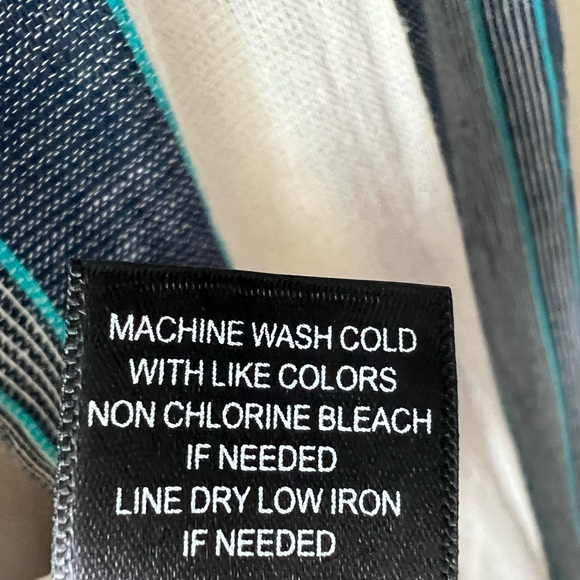 MACHINE WASH COLD
WITH LIKE COLORS
NON CHLORINE BLEACH
IF NEEDED
LINE DRY LOW IRON
IF NEEDED